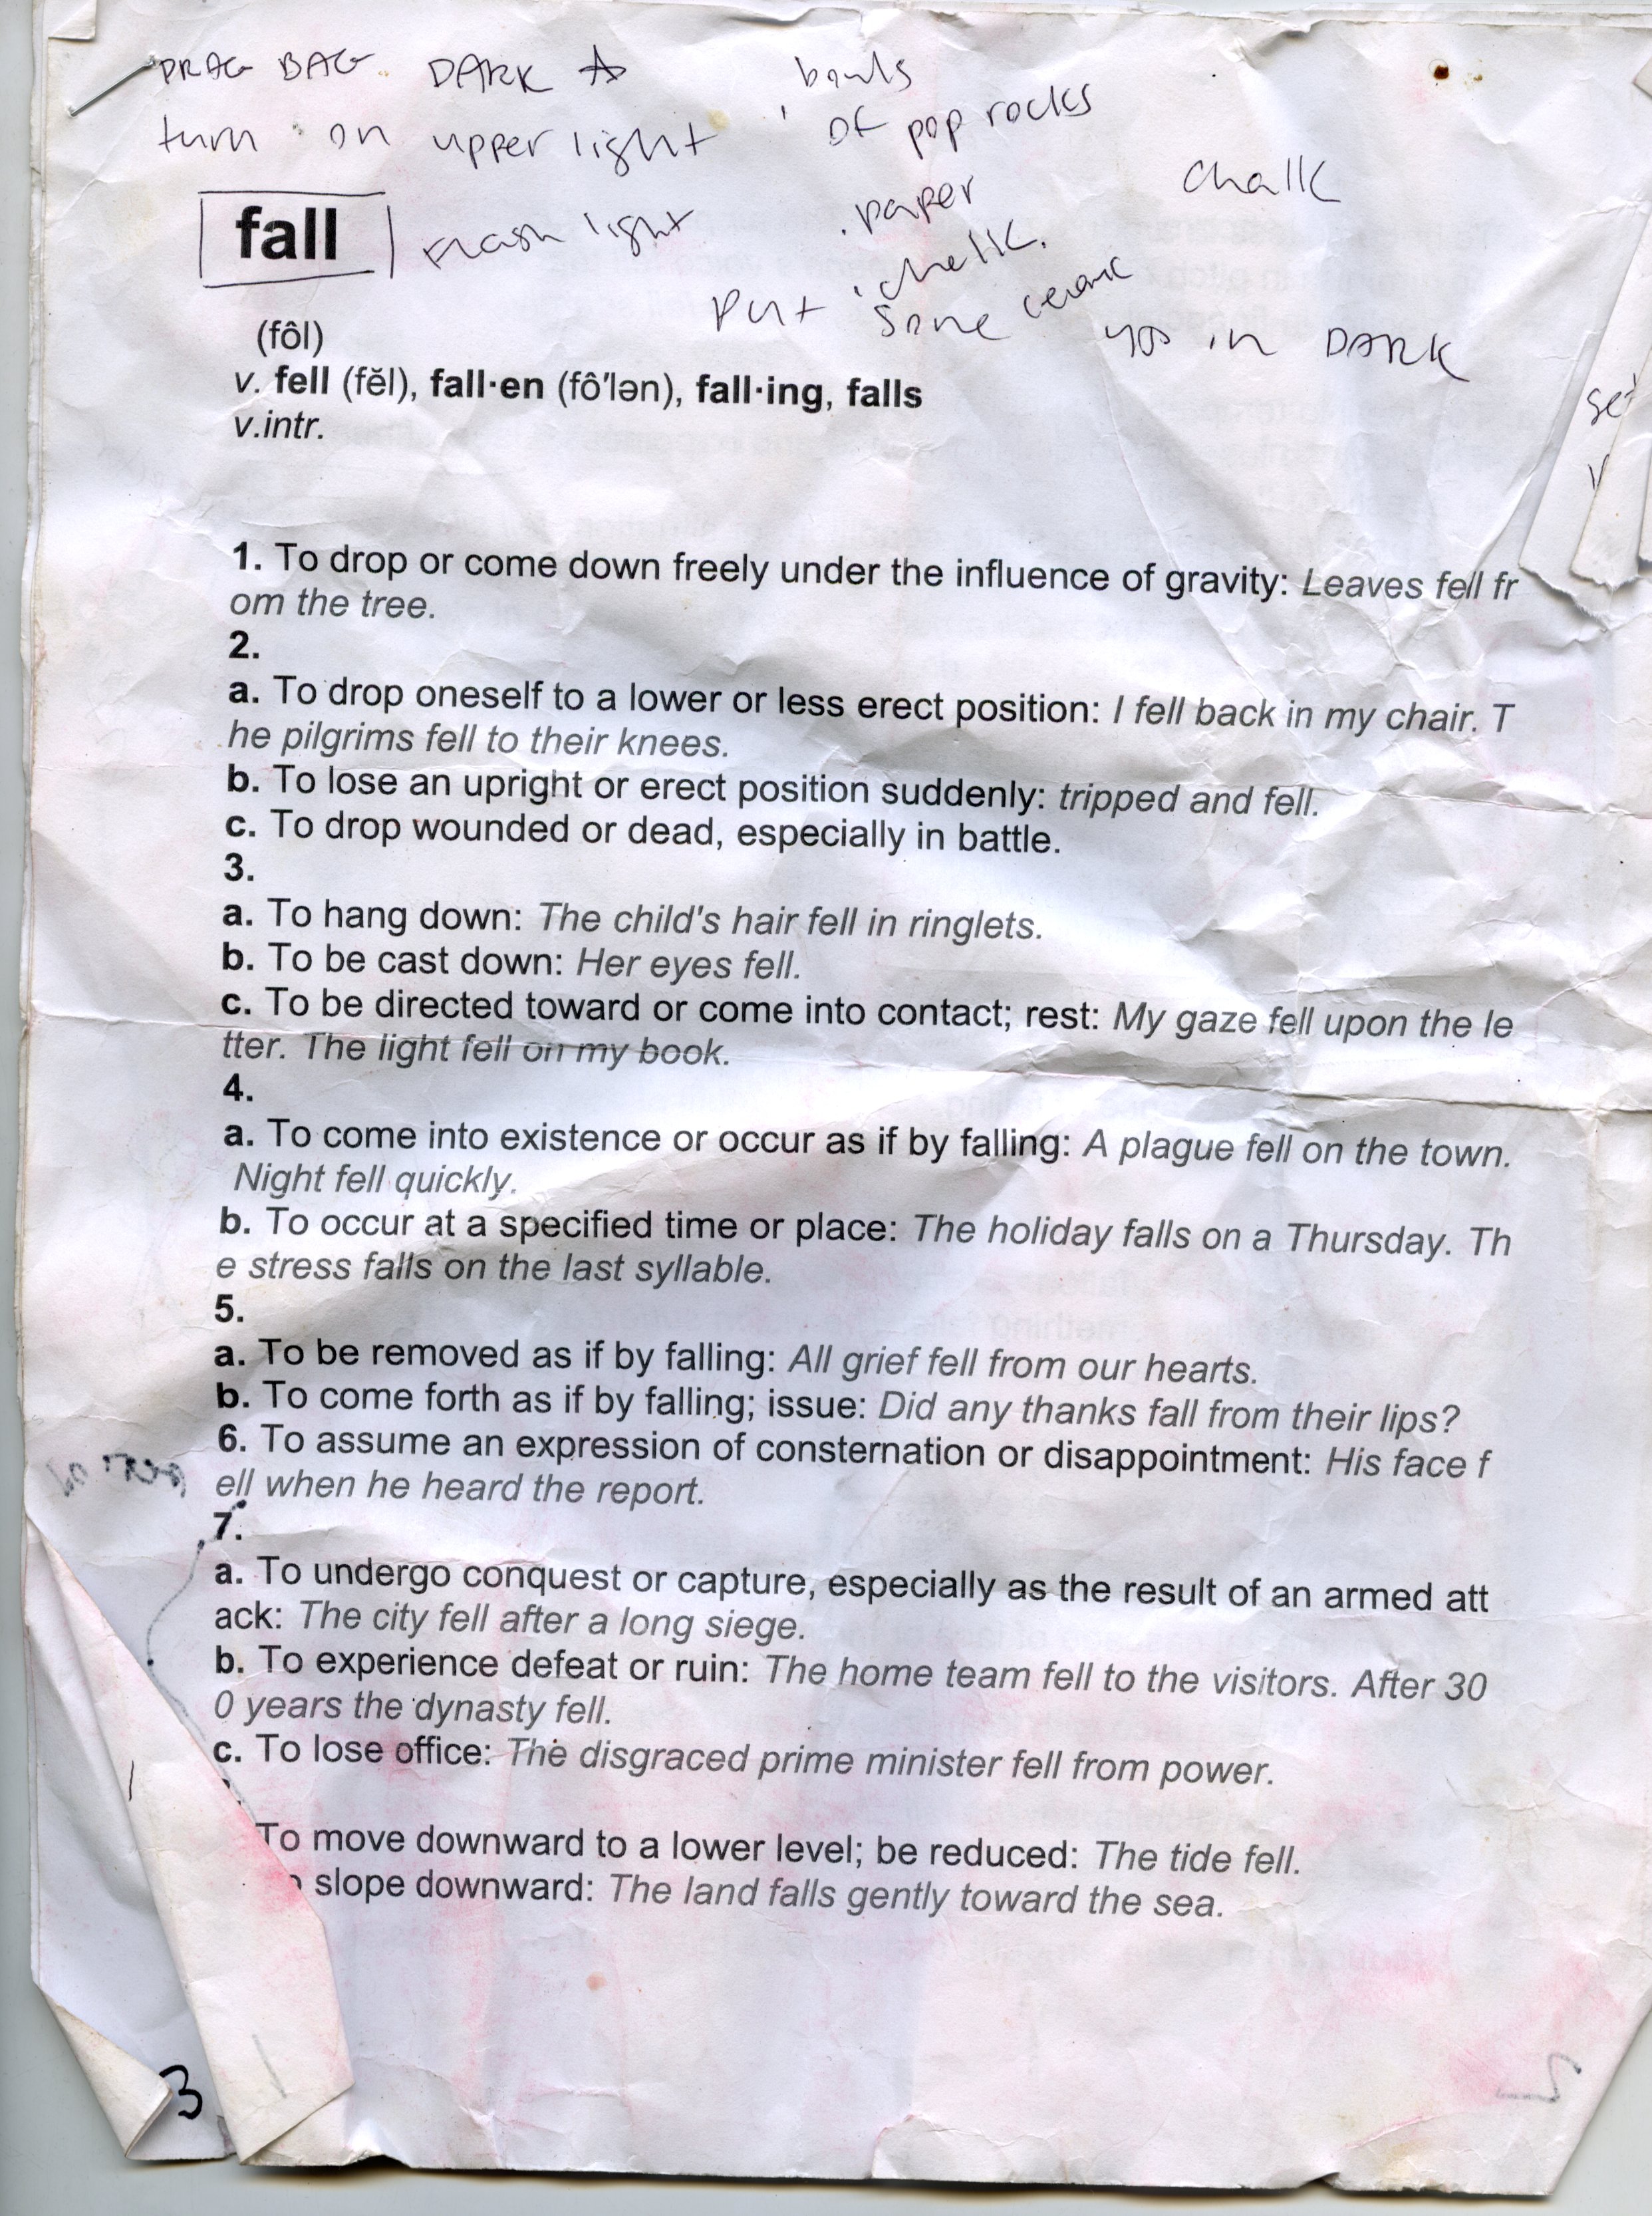 DRAG BAG. DARK ☆
turn on upper light
bowls
of pop rocks
. paper
. chalk.
chalk
Flash light
Put some ceramic
yos in DARK
fall
(fôl)
v. fell (fĕl), fall·en (fô′lən), fall·ing, falls
v.intr.
1. To drop or come down freely under the influence of gravity: Leaves fell fr
om the tree.
2.
a. To drop oneself to a lower or less erect position: I fell back in my chair. T
he pilgrims fell to their knees.
b. To lose an upright or erect position suddenly: tripped and fell.
c. To drop wounded or dead, especially in battle.
3.
a. To hang down: The child's hair fell in ringlets.
b. To be cast down: Her eyes fell.
c. To be directed toward or come into contact; rest: My gaze fell upon the le
tter. The light fell on my book.
4.
a. To come into existence or occur as if by falling: A plague fell on the town.
Night fell quickly.
b. To occur at a specified time or place: The holiday falls on a Thursday. Th
e stress falls on the last syllable.
5.
a. To be removed as if by falling: All grief fell from our hearts.
b. To come forth as if by falling; issue: Did any thanks fall from their lips?
6. To assume an expression of consternation or disappointment: His face f
ell when he heard the report.
7.
a. To undergo conquest or capture, especially as the result of an armed att
ack: The city fell after a long siege.
b. To experience defeat or ruin: The home team fell to the visitors. After 30
0 years the dynasty fell.
c. To lose office: The disgraced prime minister fell from power.
To move downward to a lower level; be reduced: The tide fell.
slope downward: The land falls gently toward the sea.
3